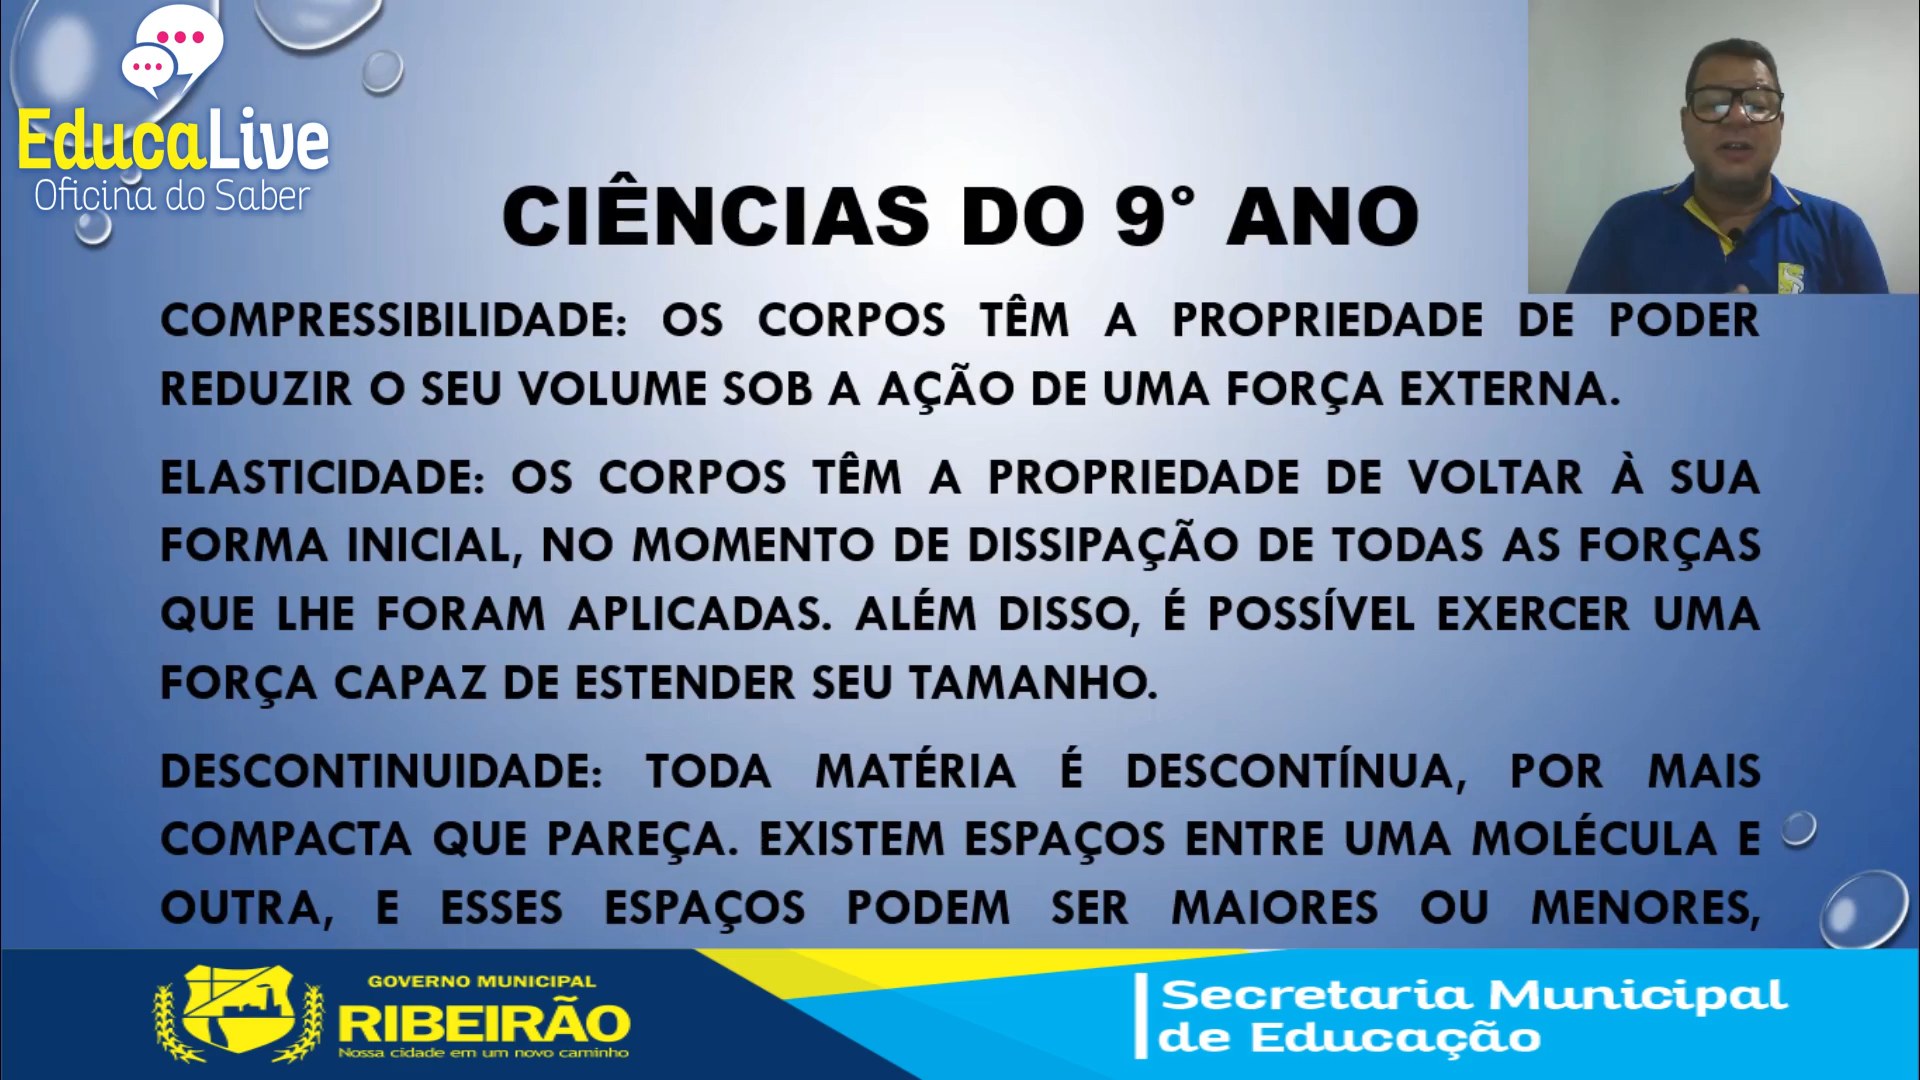 EducaLive
Oficina do Saber
CIÊNCIAS DO 9° ANO
COMPRESSIBILIDADE: OS CORPOS TÊM A PROPRIEDADE DE PODER
REDUZIR O SEU VOLUME SOB A AÇÃO DE UMA FORÇA EXTERNA.
ELASTICIDADE: OS CORPOS TÊM A PROPRIEDADE DE VOLTAR À SUA
FORMA INICIAL, NO MOMENTO DE DISSIPAÇÃO DE TODAS AS FORÇAS
QUE LHE FORAM APLICADAS. ALÉM DISSO, É POSSÍVEL EXERCER UMA
FORÇA CAPAZ DE ESTENDER SEU TAMANHO.
DESCONTINUIDADE: TODA MATÉRIA É DESCONTÍNUA, POR MAIS
COMPACTA QUE PAREÇA. EXISTEM ESPAÇOS ENTRE UMA MOLÉCULA E
OUTRA, E ESSES ESPAÇOS PODEM SER MAIORES OU MENORES,
GOVERNO MUNICIPAL
RIBEIRÃO
Nossa cidade em um novo caminho
Secretaria Municipal
de Educação